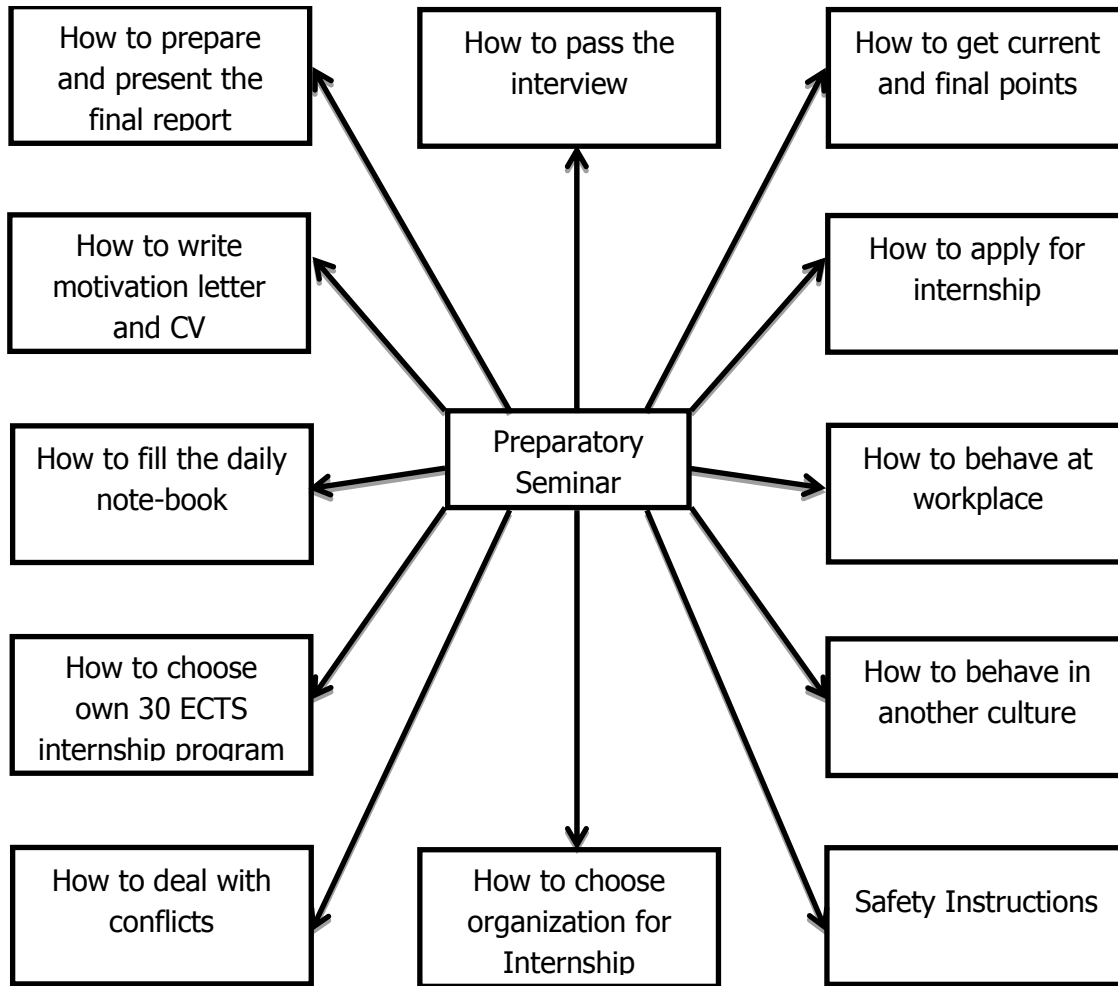 How to prepare
and present the
final report
How to pass the
interview
How to get current
and final points
How to write
motivation letter
and CV
How to apply for
internship
How to fill the daily
note-book
Preparatory
Seminar
How to behave at
workplace
How to choose
own 30 ECTS
internship program
How to behave in
another culture
How to deal with
conflicts
How to choose
organization for
Internship
Safety Instructions